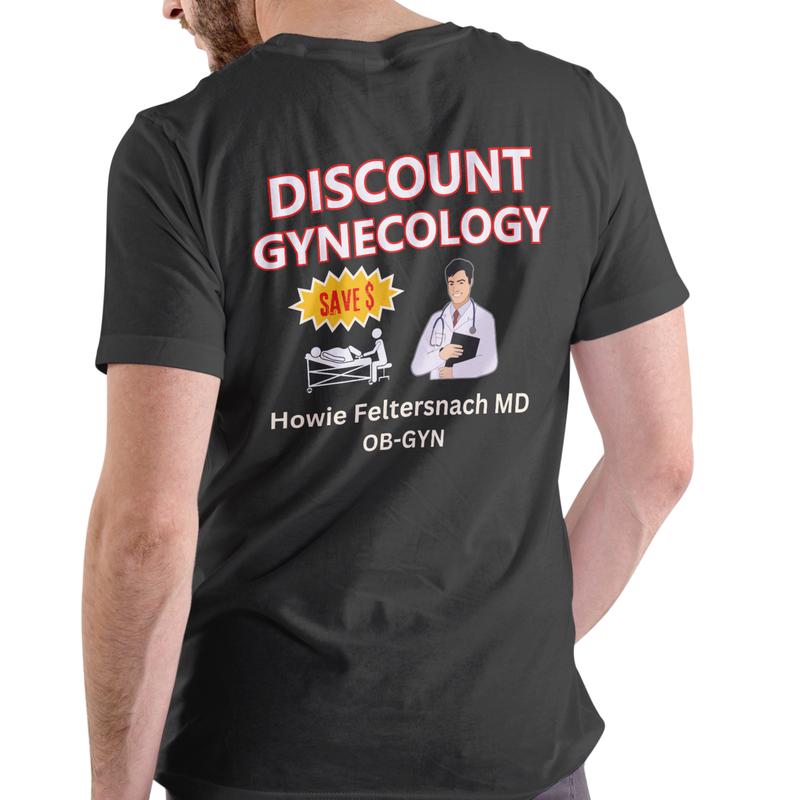 DISCOUNT
GYNECOLOGY
SAVE $
Howie Feltersnach MD
OB-GYN